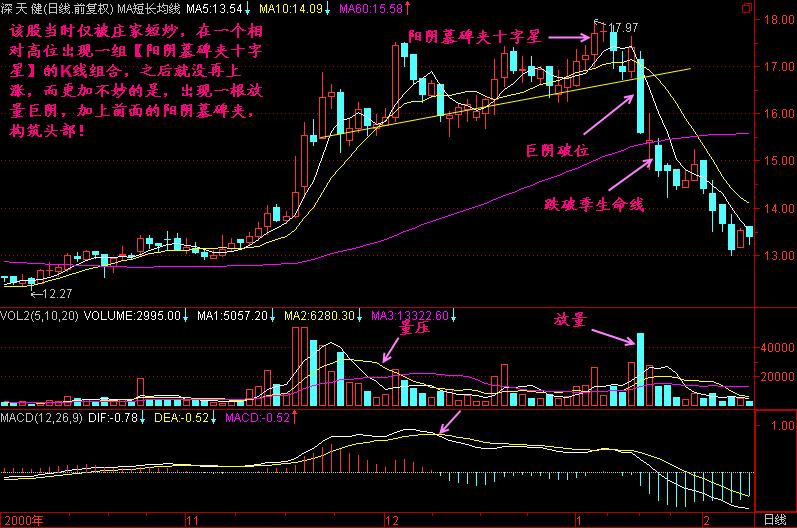 深天健(日线.前复权) MA短长均线 MA5:13.54↓ MA10:14.09↓ MA60:15.58↑
该股当时仅被庄家短炒，在一个相
对高位出现一组【阳阴墓碑夹十字
星】的K线组合，之后就没再上
涨，而更加不妙的是，出现一根放
量巨阴，加上前面的阳阴墓碑夹，
构筑头部！
阳阴墓碑夹十字星
←17.97
18.00
17.00
16.00
15.00
14.00
13.00
巨阴破位
跌破季生命线
←12.27
VOL2(5,10,20) VOLUME:2995.00↓ MA1:5057.20↓ MA2:6280.30↓ MA3:13322.60↓
量压
放量
40000
20000
MACD(12,26,9) DIF:-0.78↓ DEA:-0.52↓ MACD:-0.52↑
1.00
0.00
2000年 11 12 1 2 日线